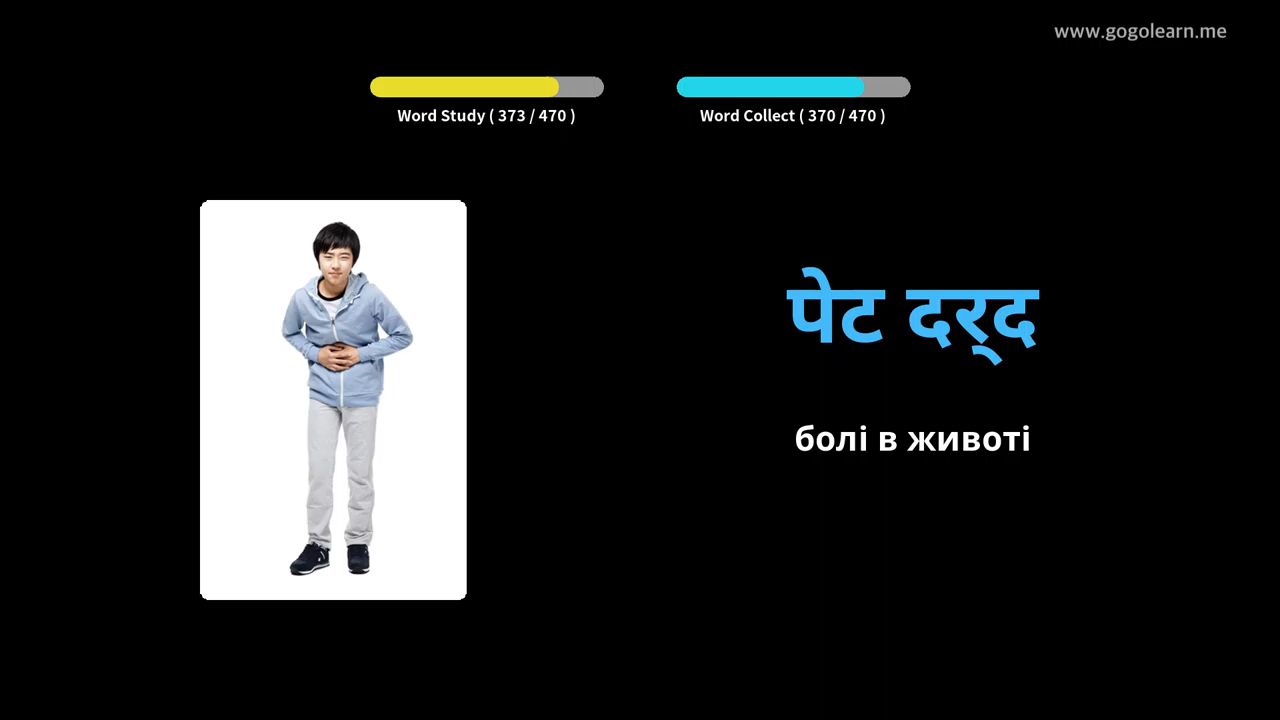 www.gogolearn.me
Word Study ( 373 / 470 )
Word Collect ( 370 / 470 )
पेट दर्द
болі в животі